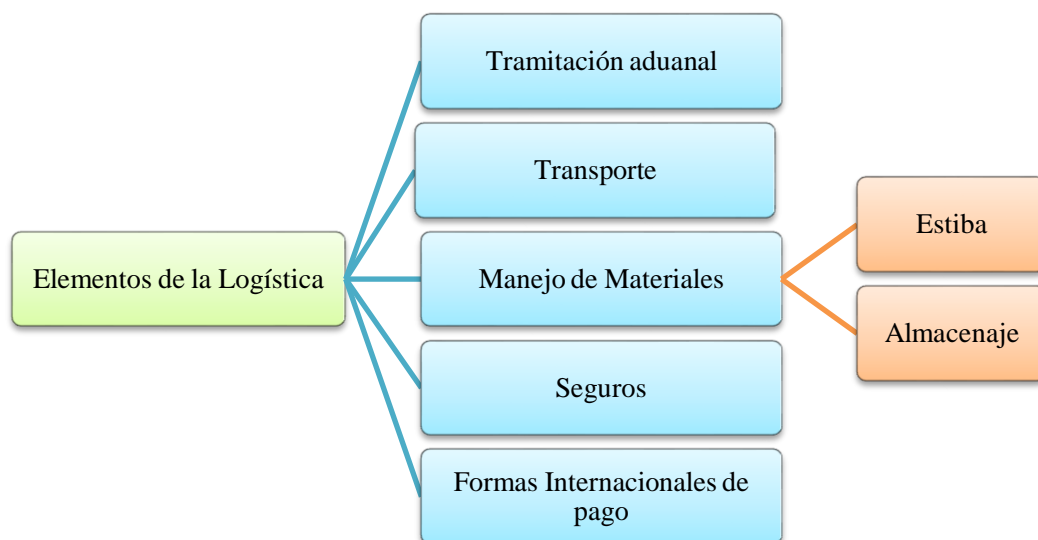 Tramitación aduanal
Transporte
Elementos de la Logística
Manejo de Materiales
Estiba
Almacenaje
Seguros
Formas Internacionales de
pago